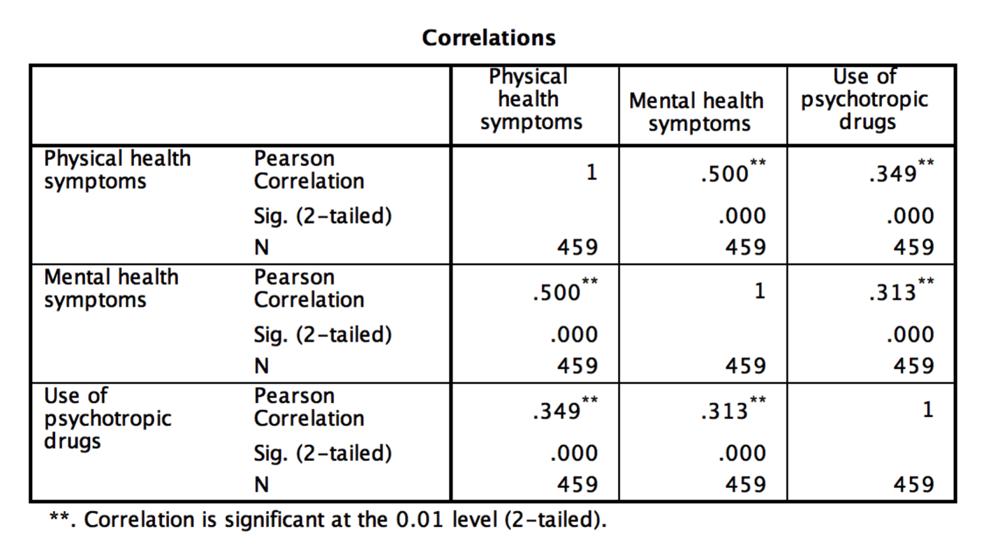 Correlations
Physical health symptoms
Mental health symptoms
Use of psychotropic drugs
Physical health symptoms
Pearson Correlation 1 .500** .349**
Sig. (2-tailed) .000 .000
N 459 459 459
Mental health symptoms
Pearson Correlation .500** 1 .313**
Sig. (2-tailed) .000 .000
N 459 459 459
Use of psychotropic drugs
Pearson Correlation .349** .313** 1
Sig. (2-tailed) .000 .000
N 459 459 459
**. Correlation is significant at the 0.01 level (2-tailed).